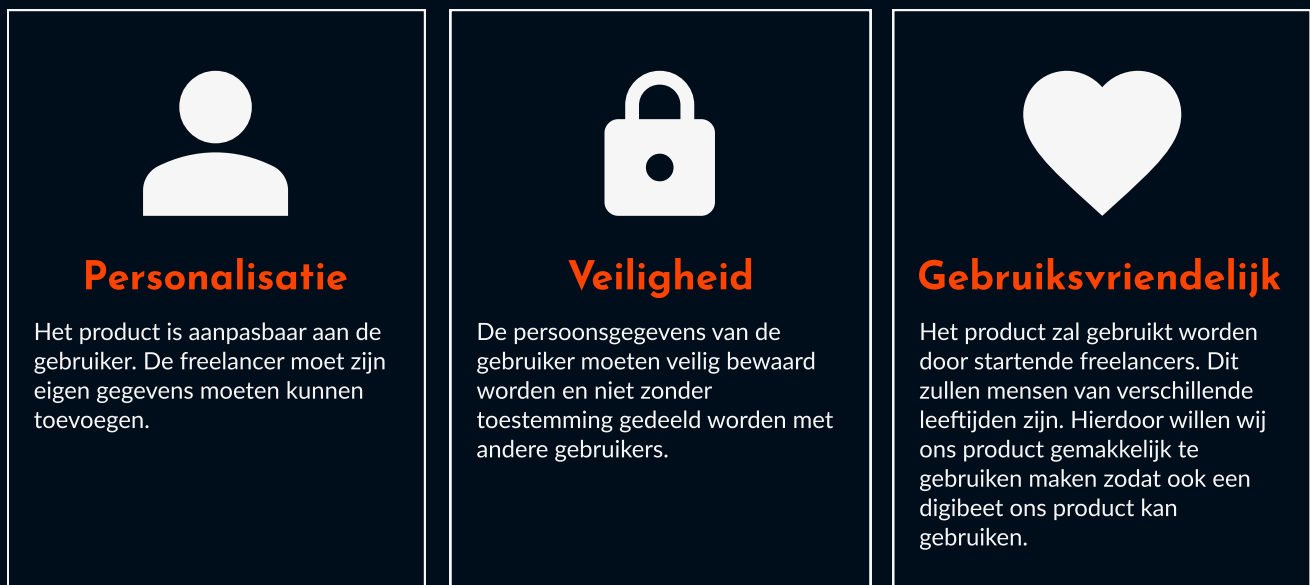 Personalisatie
Het product is aanpasbaar aan de
gebruiker. De freelancer moet zijn
eigen gegevens moeten kunnen
toevoegen.
Veiligheid
De persoonsgegevens van de
gebruiker moeten veilig bewaard
worden en niet zonder
toestemming gedeeld worden met
andere gebruikers.
Gebruiksvriendelijk
Het product zal gebruikt worden
door startende freelancers. Dit
zullen mensen van verschillende
leeftijden zijn. Hierdoor willen wij
ons product gemakkelijk te
gebruiken maken zodat ook een
digibeet ons product kan
gebruiken.